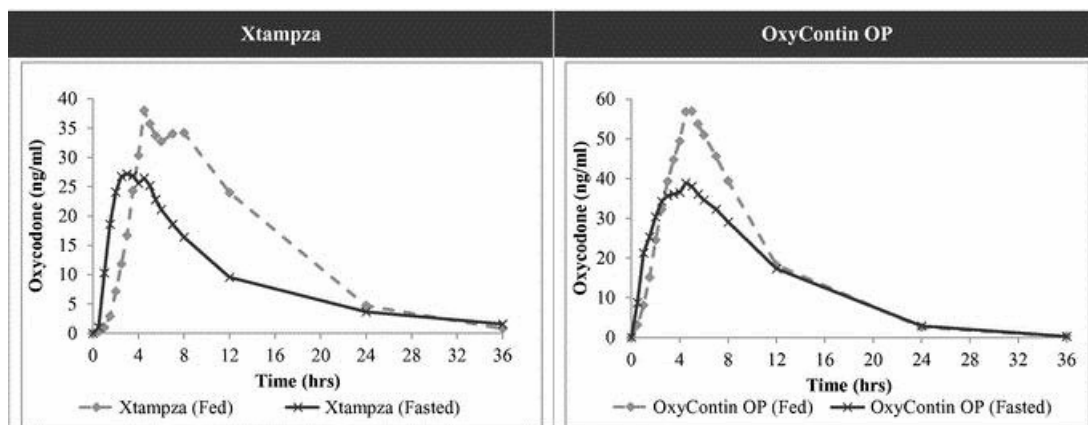 Xtampza
OxyContin OP
Oxycodone (ng/ml)
40
35
30
25
20
15
10
5
0
0 4 8 12 16 20 24 28 32 36
Time (hrs)
Xtampza (Fed) Xtampza (Fasted)
Oxycodone (ng/ml)
60
50
40
30
20
10
0
0 4 8 12 16 20 24 28 32 36
Time (hrs)
OxyContin OP (Fed) OxyContin OP (Fasted)